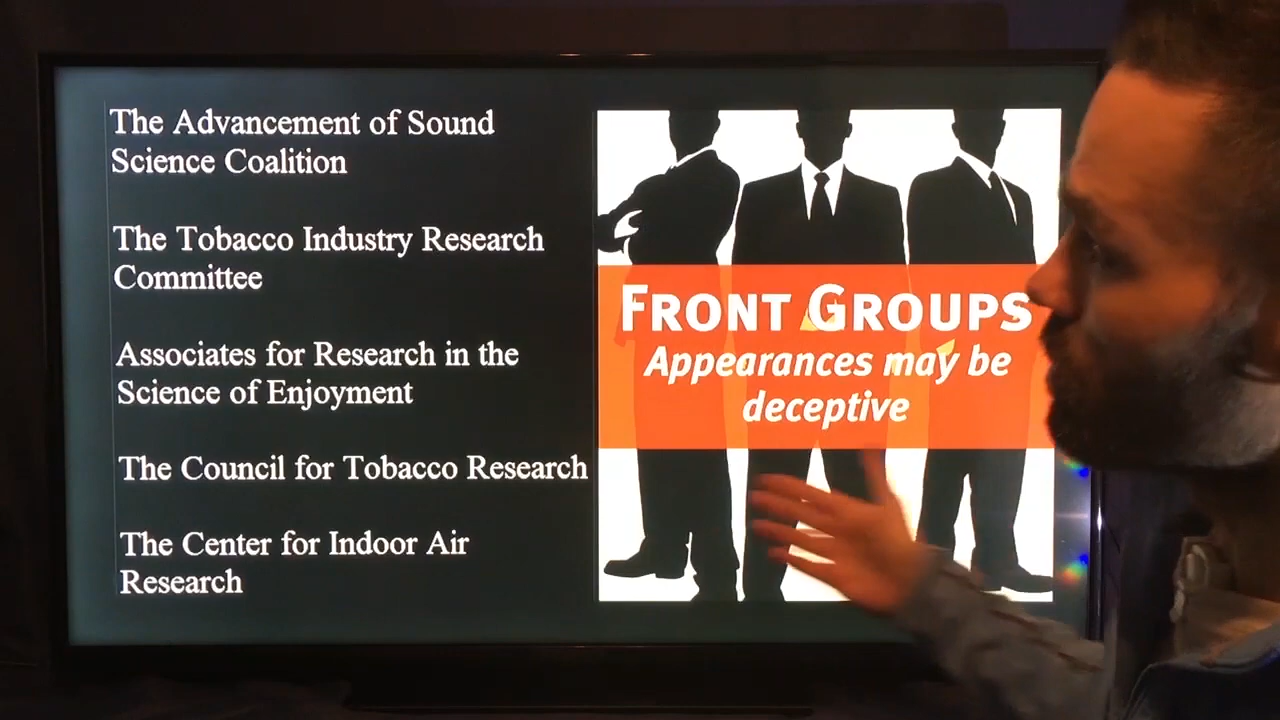 The Advancement of Sound
Science Coalition
The Tobacco Industry Research
Committee
Associates for Research in the
Science of Enjoyment
The Council for Tobacco Research
The Center for Indoor Air
Research
FRONT GROUPS
Appearances may be
deceptive